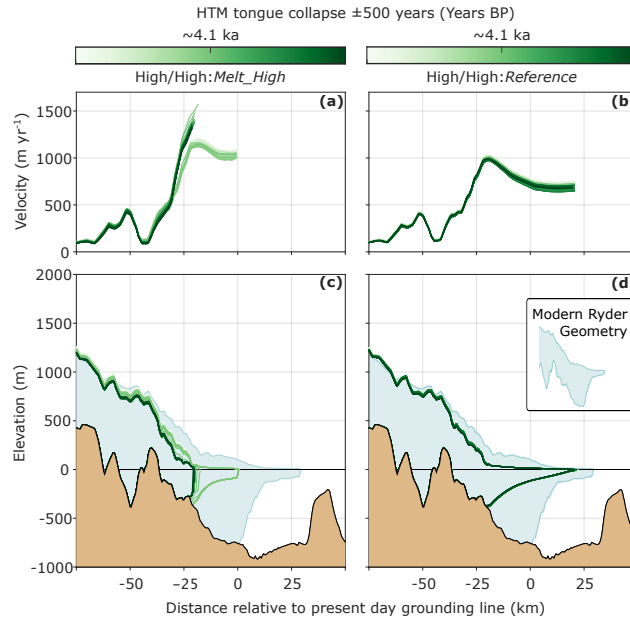 HTM tongue collapse ±500 years (Years BP)
~4.1 ka ~4.1 ka
High/High:Melt_High High/High:Reference
(a) (b)
Velocity (m yr⁻¹)
1500
1000
500
0
(c) (d)
Elevation (m)
2000
1500
1000
500
0
-500
-1000
Modern Ryder
Geometry
-50 -25 0 25 -50 -25 0 25
Distance relative to present day grounding line (km)